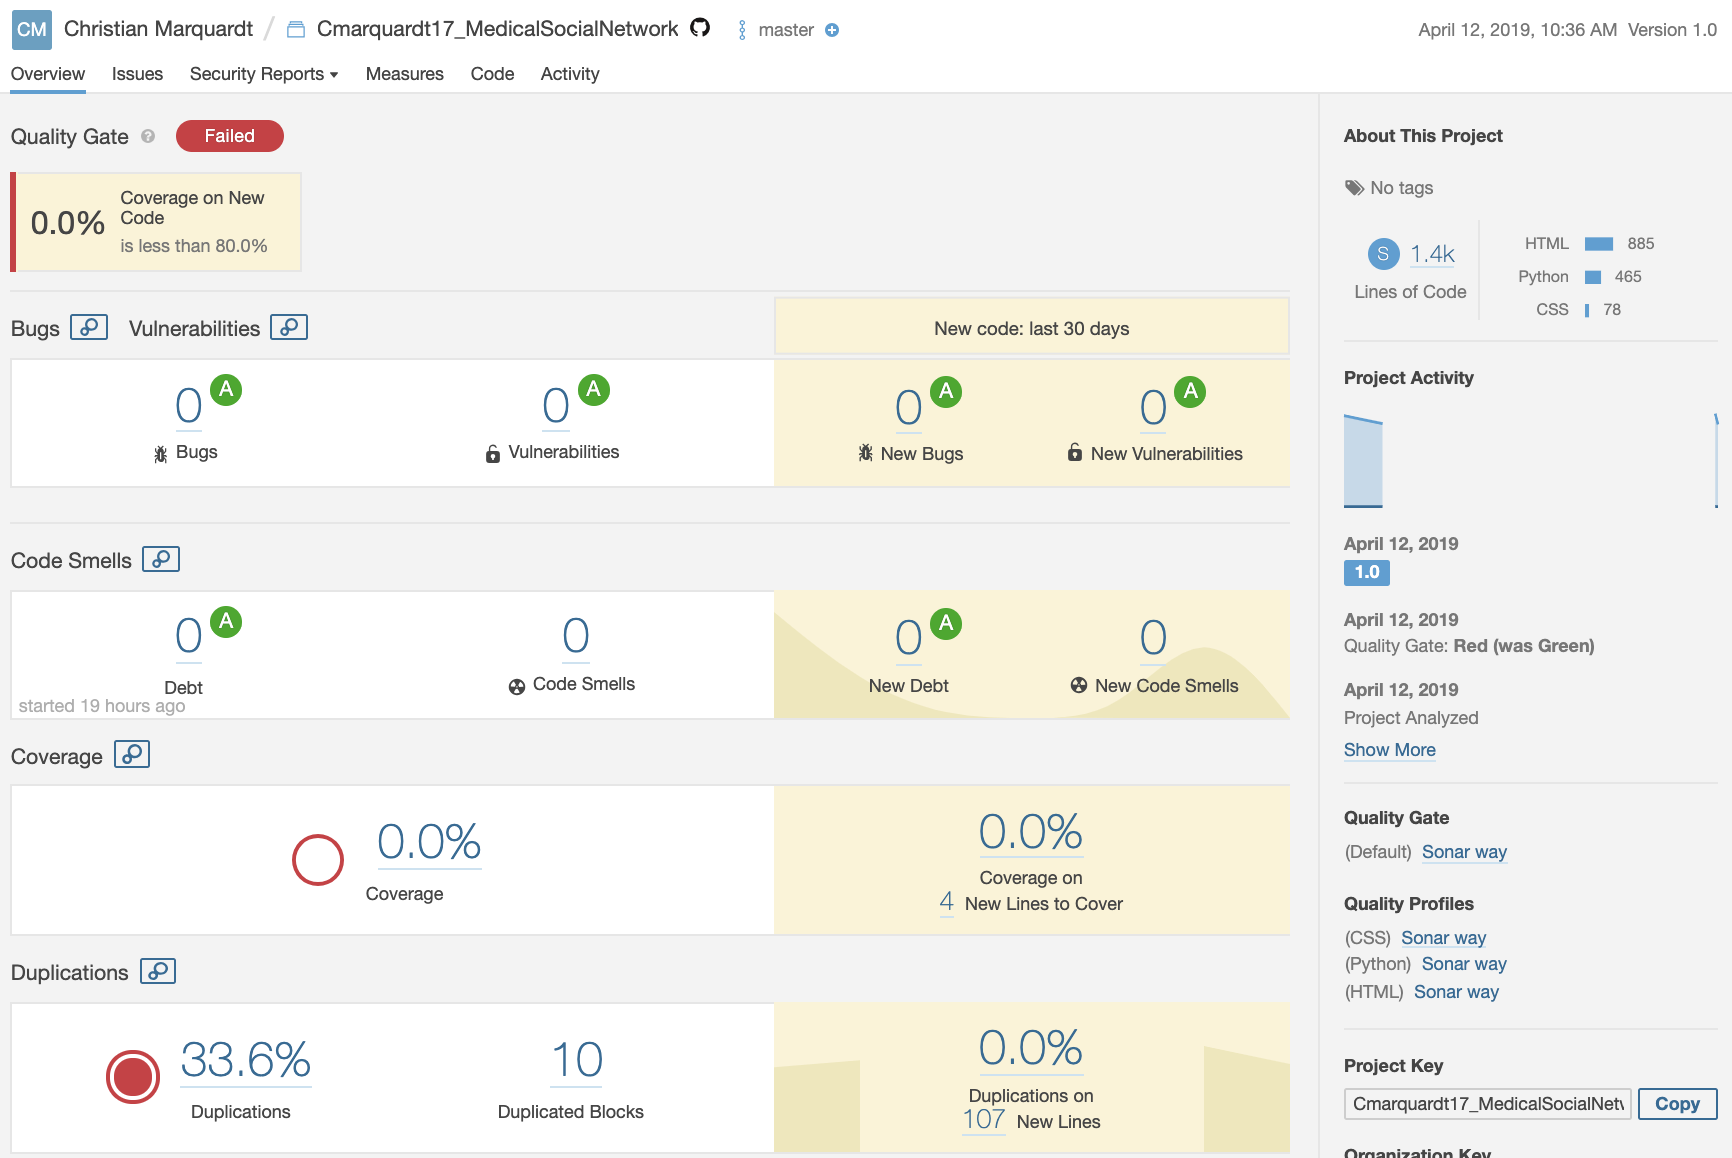 CM Christian Marquardt / Cmarquardt17_MedicalSocialNetwork master
April 12, 2019, 10:36 AM Version 1.0
Overview Issues Security Reports Measures Code Activity
Quality Gate ? Failed
0.0% Coverage on New
Code
is less than 80.0%
Bugs Vulnerabilities
New code: last 30 days
0 A 0 A 0 A 0 A
Bugs Vulnerabilities New Bugs New Vulnerabilities
Code Smells
0 A 0 0 A 0
Debt Code Smells New Debt New Code Smells
started 19 hours ago
Coverage
0.0% 0.0%
Coverage Coverage on
4 New Lines to Cover
Duplications
33.6% 10 0.0%
Duplications Duplicated Blocks Duplications on
107 New Lines
About This Project
No tags
S 1.4k
Lines of Code
HTML 885
Python 465
CSS 78
Project Activity
April 12, 2019
1.0
April 12, 2019
Quality Gate: Red (was Green)
April 12, 2019
Project Analyzed
Show More
Quality Gate
(Default) Sonar way
Quality Profiles
(CSS) Sonar way
(Python) Sonar way
(HTML) Sonar way
Project Key
Cmarquardt17_MedicalSocialNetw Copy
Organization Key